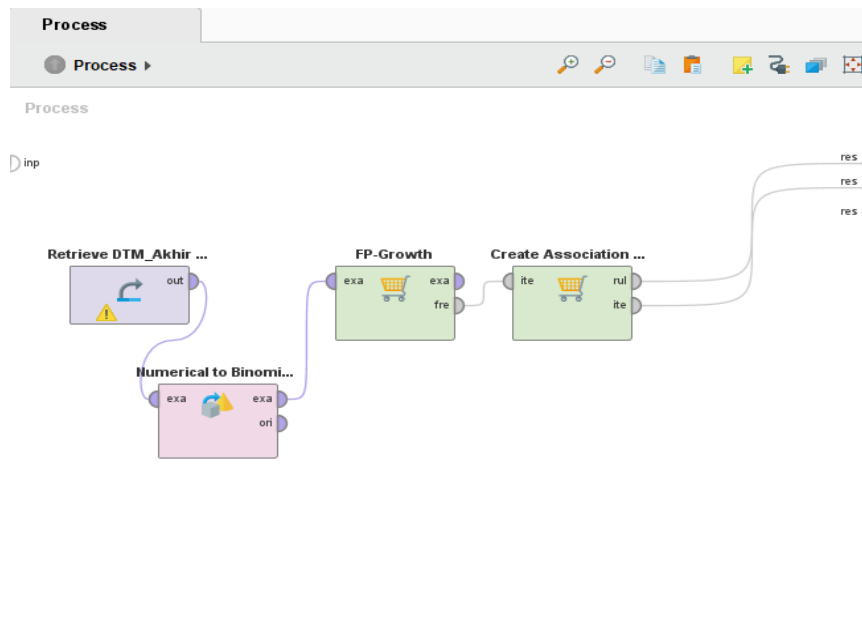 Process
Process
Process
inp
res
res
res
Retrieve DTM_Akhir ...
out
FP-Growth
exa
exa
fre
Create Association ...
ite
rul
ite
Numerical to Binomi...
exa
exa
ori